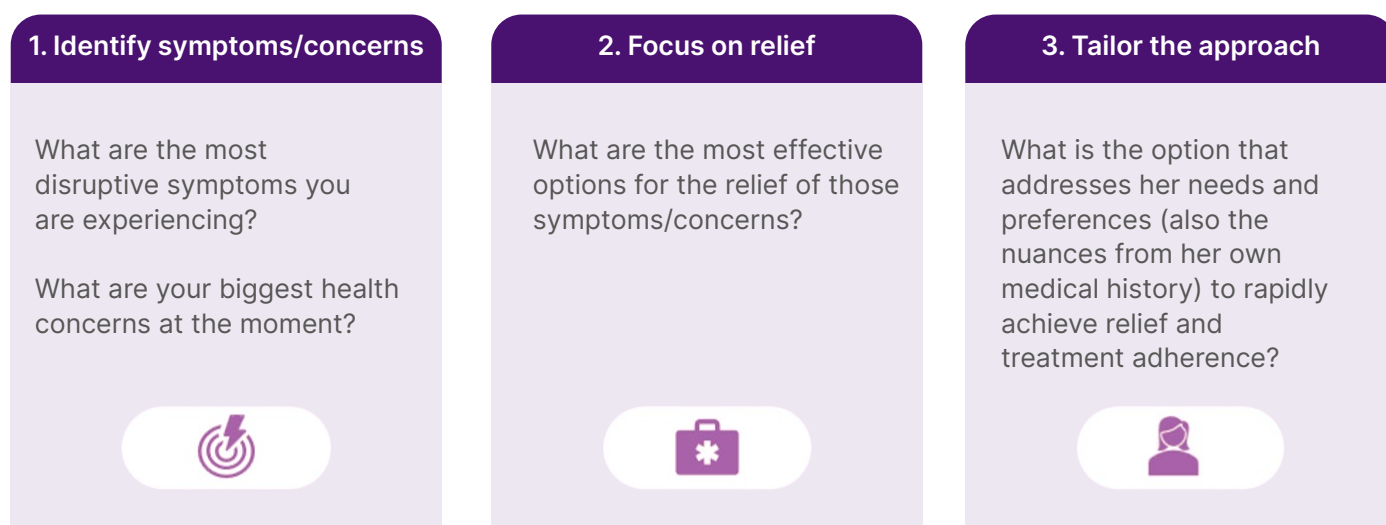 1. Identify symptoms/concerns
What are the most
disruptive symptoms you
are experiencing?
What are your biggest health
concerns at the moment?
2. Focus on relief
What are the most effective
options for the relief of those
symptoms/concerns?
3. Tailor the approach
What is the option that
addresses her needs and
preferences (also the
nuances from her own
medical history) to rapidly
achieve relief and
treatment adherence?